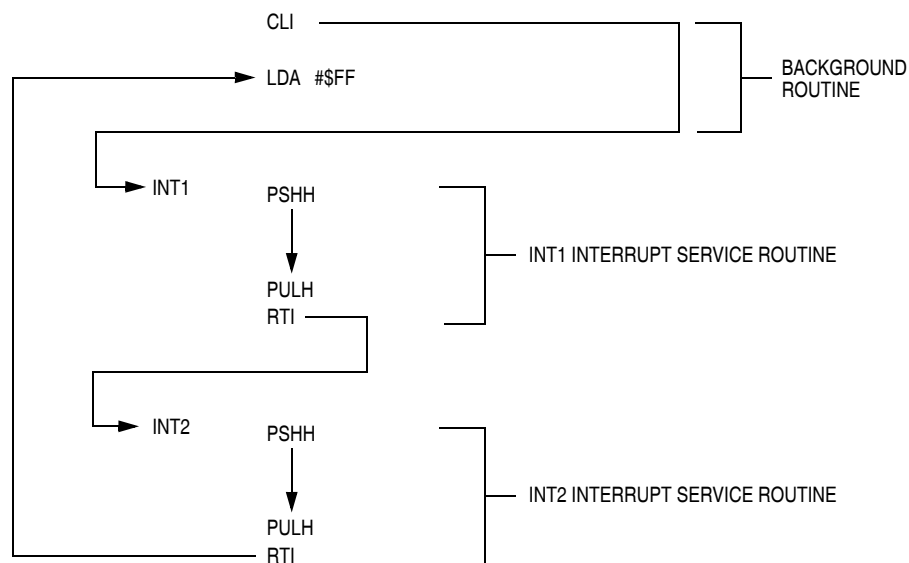 CLI
LDA #$FF
BACKGROUND
ROUTINE
INT1
PSHH
INT1 INTERRUPT SERVICE ROUTINE
PULH
RTI
INT2
PSHH
INT2 INTERRUPT SERVICE ROUTINE
PULH
RTI